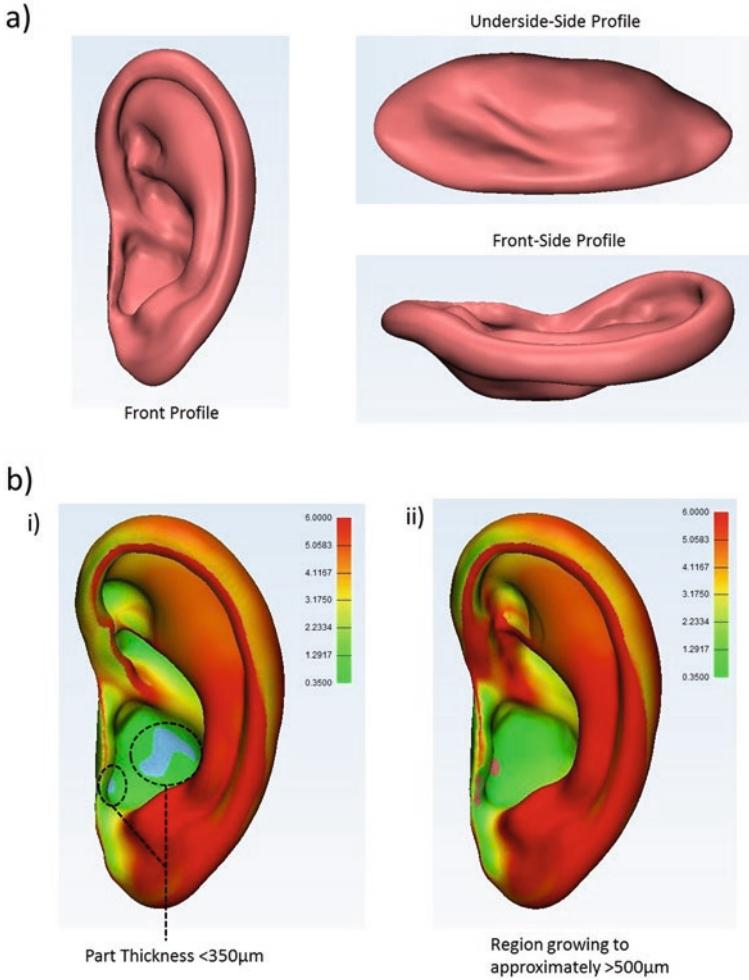 a)
Underside-Side Profile
Front-Side Profile
Front Profile
b)
i)
6.0000
5.0583
4.1167
3.1750
2.2334
1.2917
0.3500
Part Thickness <350µm
ii)
6.0000
5.0583
4.1167
3.1750
2.2334
1.2917
0.3500
Region growing to
approximately >500µm